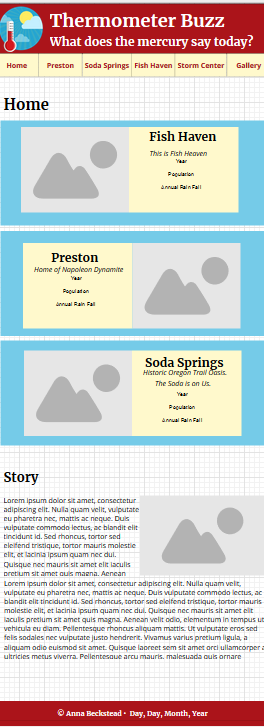 Thermometer Buzz
What does the mercury say today?
Home Preston Soda Springs Fish Haven Storm Center Gallery
Home
Fish Haven
This is Fish Heaven
Year
Population
Annual Rain Fall
Preston
Home of Napoleon Dynamite
Year
Population
Annual Rain Fall
Soda Springs
Historic Oregon Trail Oasis.
The Soda is on Us.
Year
Population
Annual Rain Fall
Story
Lorem ipsum dolor sit amet, consectetur
adipiscing elit. Nulla quam velit, vulputate
eu pharetra nec, mattis ac neque. Duis
vulputate commodo lectus, ac blandit elit
tincidunt id. Sed rhoncus, tortor sed
eleifend tristique, tortor mauris molestie
elit, et lacinia ipsum quam nec dui.
Quisque nec mauris sit amet elit iaculis
pretium sit amet quis magna. Aenean
Lorem ipsum dolor sit amet, consectetur adipiscing elit. Nulla quam velit,
vulputate eu pharetra nec, mattis ac neque. Duis vulputate commodo lectus, ac
blandit elit tincidunt id. Sed rhoncus, tortor sed eleifend tristique, tortor mauris
molestie elit, et lacinia ipsum quam nec dui. Quisque nec mauris sit amet elit
iaculis pretium sit amet quis magna. Aenean velit odio, elementum in tempus ut
vehicula eu diam. Pellentesque rhoncus aliquam mattis. Ut vulputate eros sed
felis sodales nec vulputate justo hendrerit. Vivamus varius pretium ligula, a
aliquam odio euismod sit amet. Quisque laoreet sem sit amet orci ullamcorper a
ultricies metus viverra. Pellentesque arcu mauris, malesuada quis ornare
© Anna Beckstead • Day, Day, Month, Year